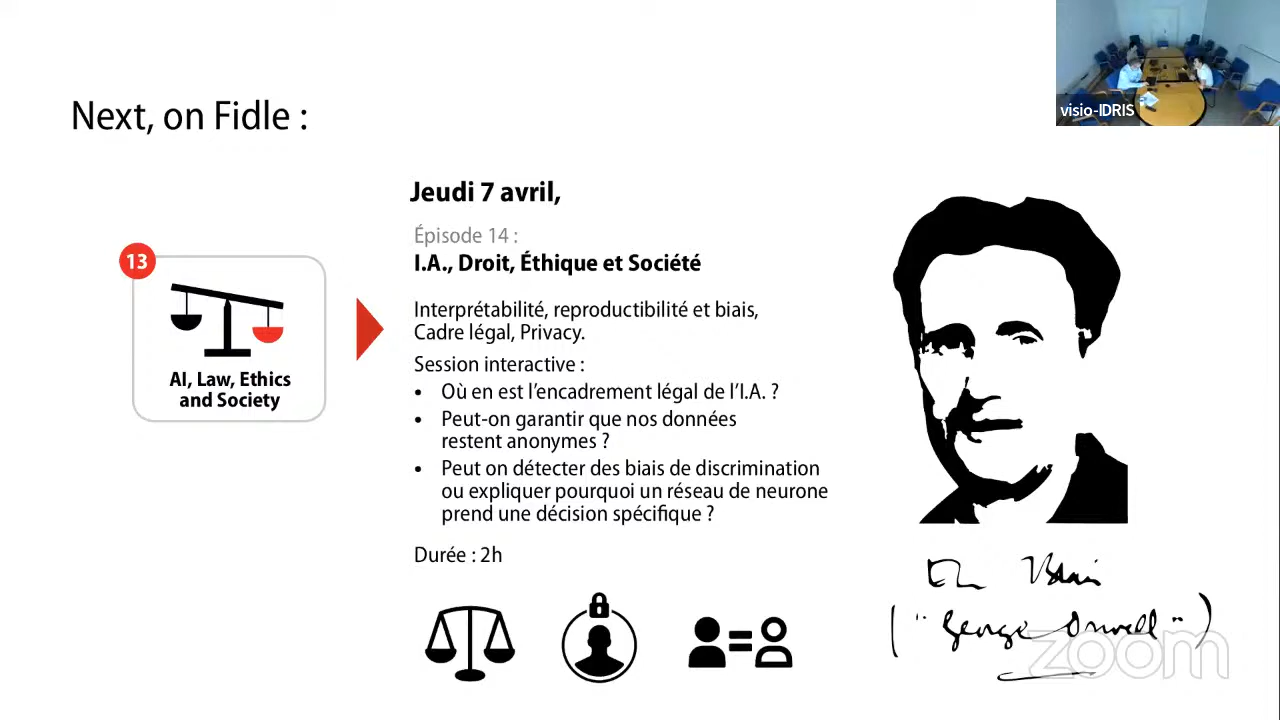 visio-IDRIS
Next, on Fidle :
13
AI, Law, Ethics
and Society
Jeudi 7 avril,
Épisode 14 :
I.A., Droit, Éthique et Société
Interprétabilité, reproductibilité et biais,
Cadre légal, Privacy.
Session interactive :
• Où en est l’encadrement légal de l’I.A. ?
• Peut-on garantir que nos données
restent anonymes ?
• Peut on détecter des biais de discrimination
ou expliquer pourquoi un réseau de neurone
prend une décision spécifique ?
Durée : 2h
Blair
("George Orwell")
zoom